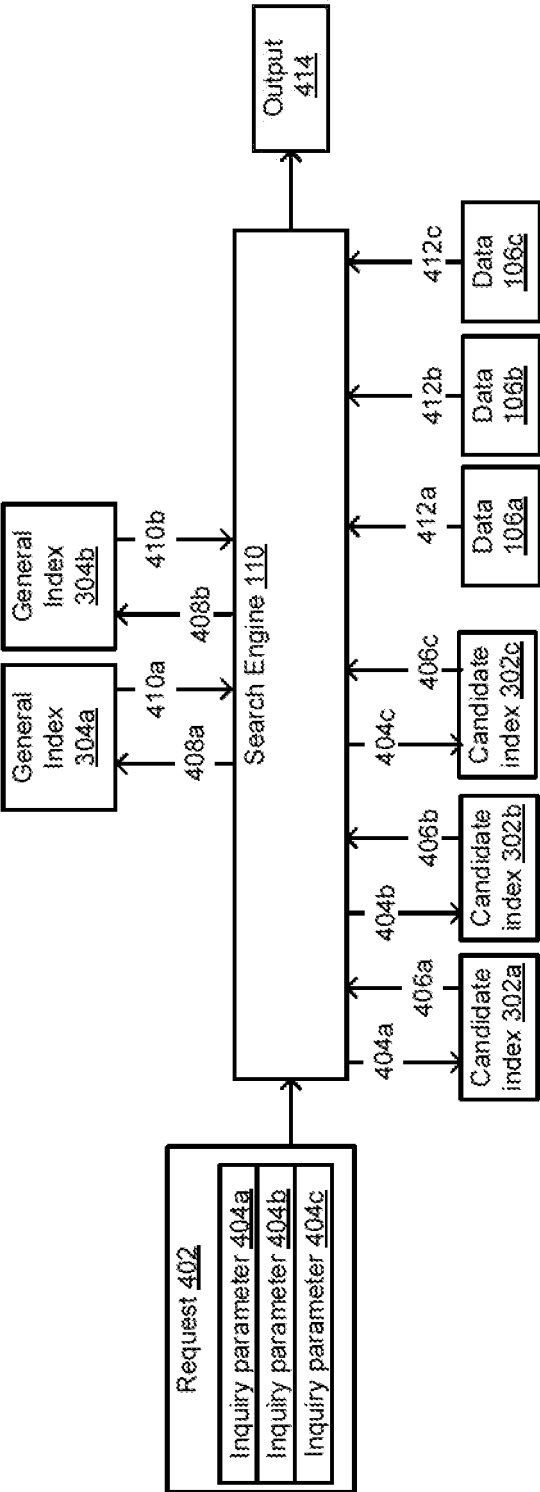 Request 402
Inquiry parameter 404a
Inquiry parameter 404b
Inquiry parameter 404c
General
Index
304a
General
Index
304b
408a
410a
408b
410b
Search Engine 110
Output
414
404a
406a
404b
406b
404c
406c
412a
412b
412c
Candidate
index 302a
Candidate
index 302b
Candidate
index 302c
Data
106a
Data
106b
Data
106c